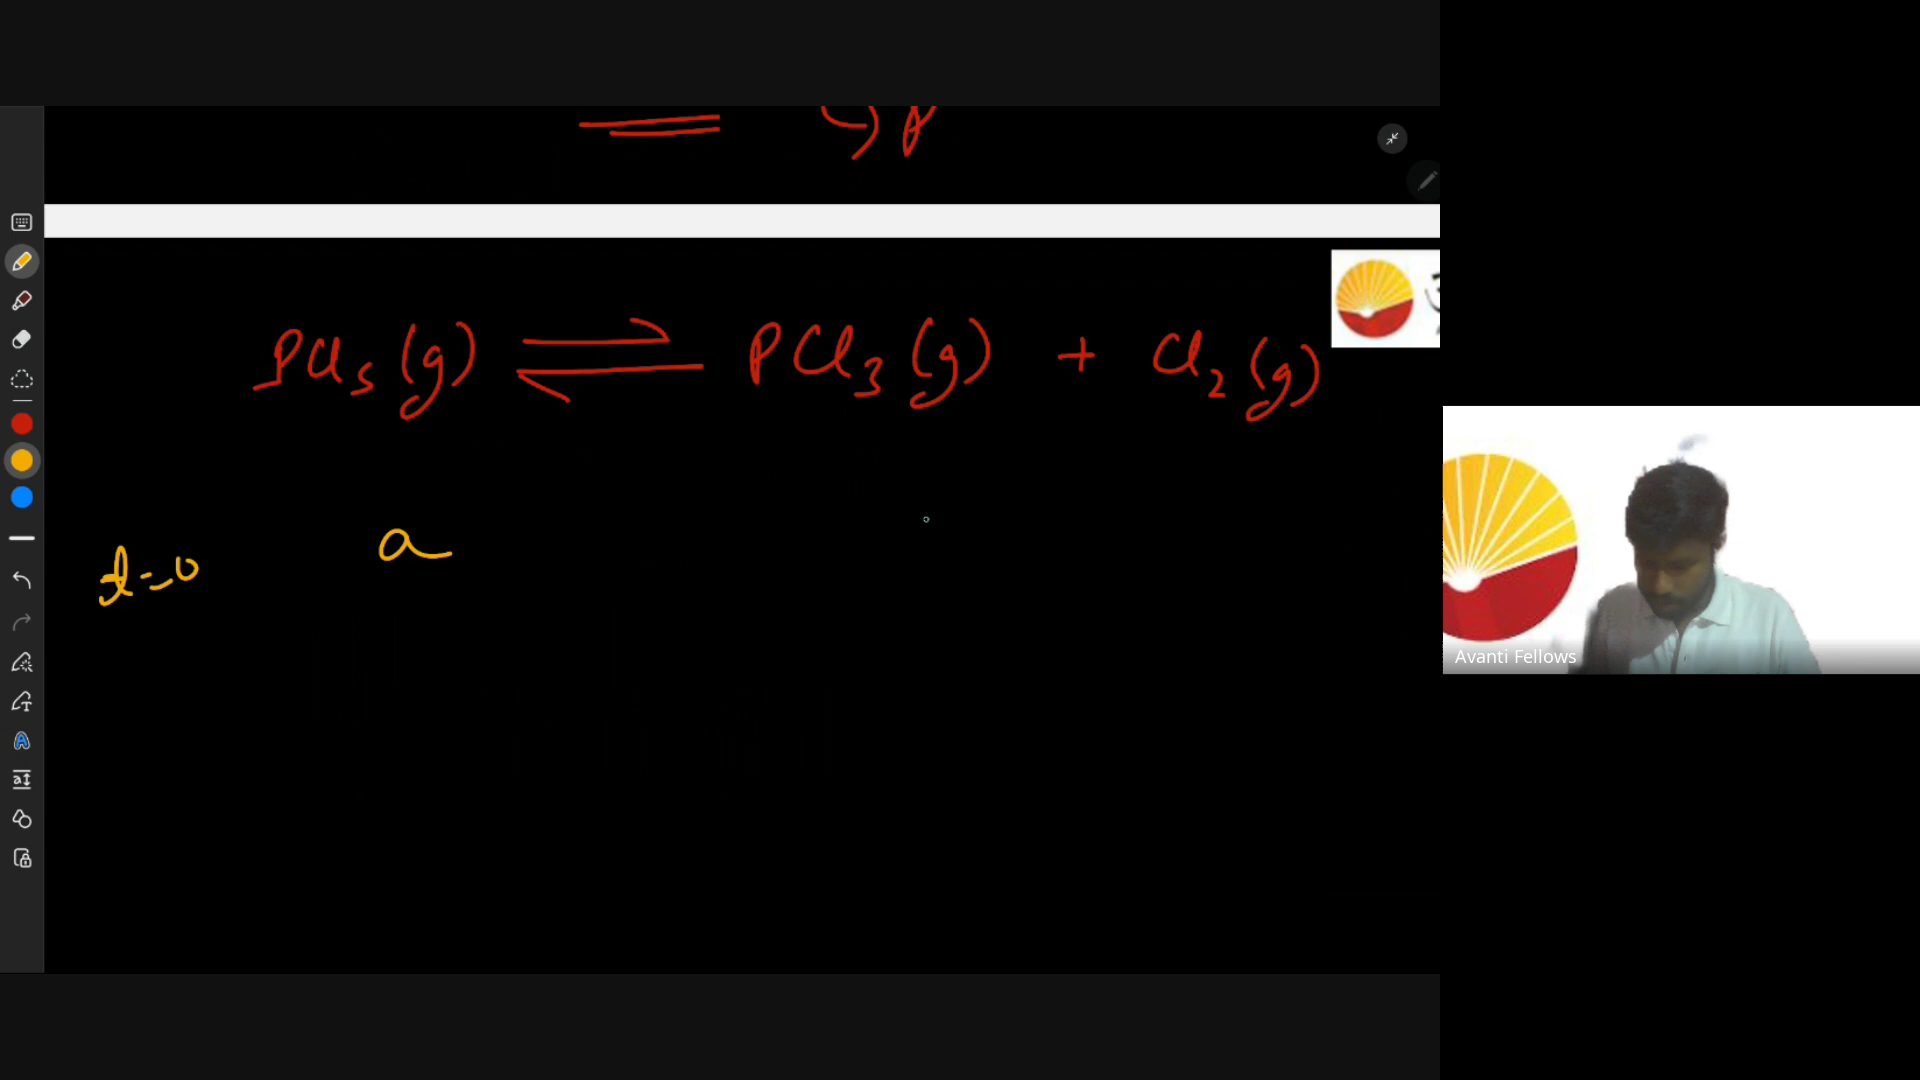 PCl₅ (g) ⇌ PCl₃ (g) + Cl₂ (g)
t=0 a
Avanti Fellows